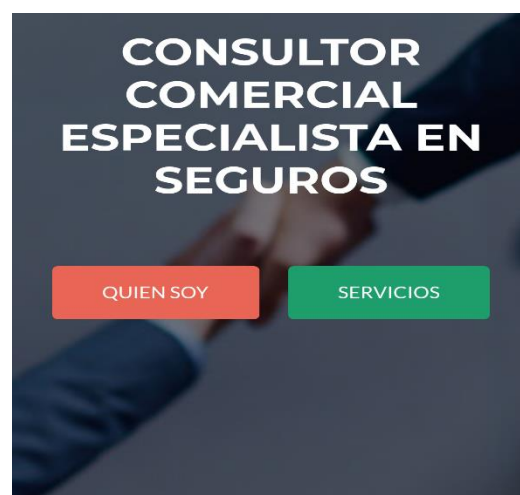 CONSULTOR
COMERCIAL
ESPECIALISTA EN
SEGUROS
QUIEN SOY
SERVICIOS